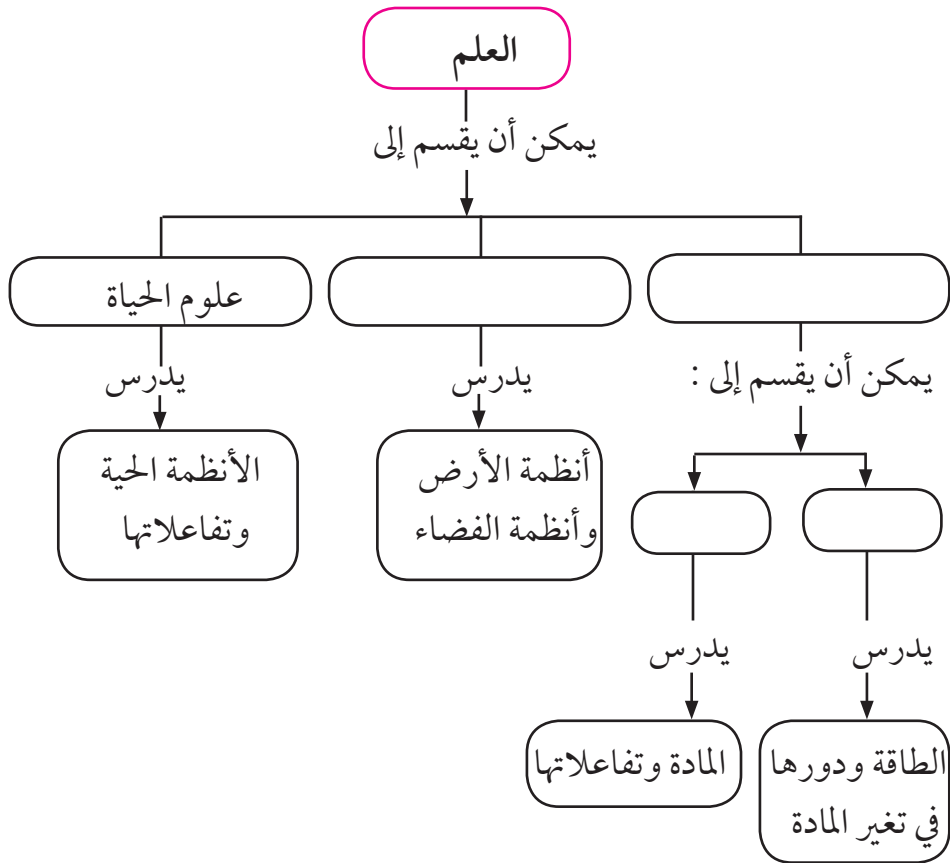 العلم
يمكن أن يقسم إلى
علوم الحياة
يمكن أن يقسم إلى :
يدرس
يدرس
أنظمة الأرض
وأنظمة الفضاء
الأنظمة الحية
وتفاعلاتها
يدرس
يدرس
الطاقة ودورها
في تغير المادة
المادة وتفاعلاتها